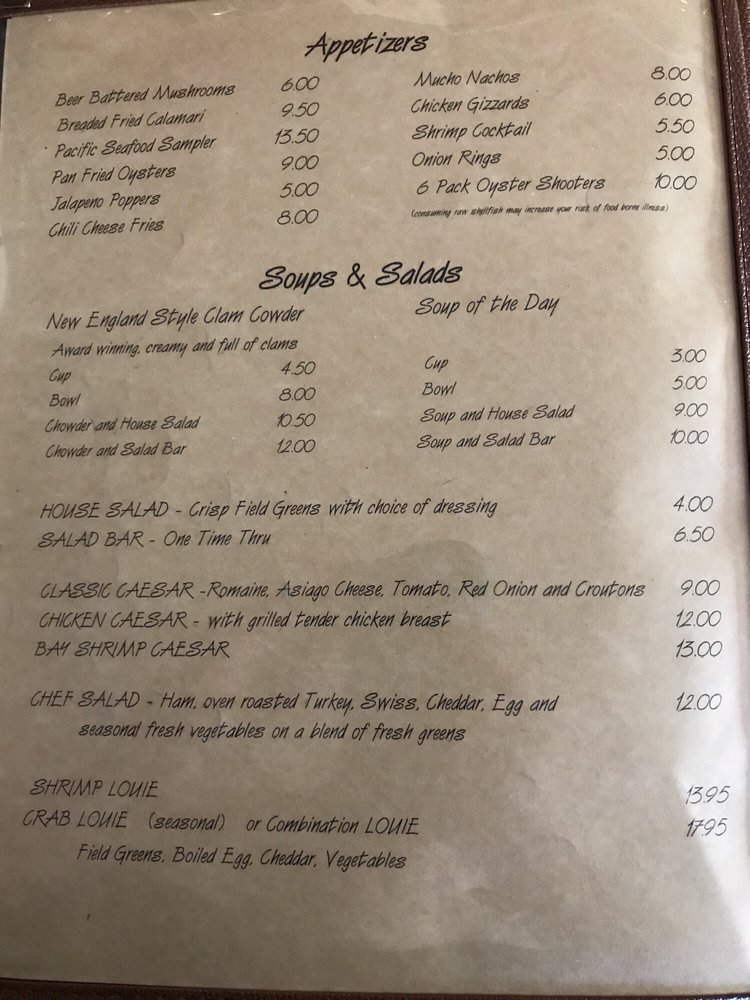 Appetizers
Beer Battered Mushrooms 6.00
Breaded Fried Calamari 9.50
Pacific Seafood Sampler 13.50
Pan Fried Oysters 9.00
Jalapeno Poppers 5.00
Chili Cheese Fries 8.00
Mucho Nachos 8.00
Chicken Gizzards 6.00
Shrimp Cocktail 5.50
Onion Rings 5.00
6 Pack Oyster Shooters 10.00
(consuming raw shellfish may increase your risk of food borne illness)
Soups & Salads
New England Style Clam Cowder
Award winning, creamy and full of clams
Cup 4.50
Bowl 8.00
Chowder and House Salad 10.50
Chowder and Salad Bar 12.00
Soup of the Day
Cup 3.00
Bowl 5.00
Soup and House Salad 9.00
Soup and Salad Bar 10.00
HOUSE SALAD - Crisp Field Greens with choice of dressing 4.00
SALAD BAR - One Time Thru 6.50
CLASSIC CAESAR -Romaine, Asiago Cheese, Tomato, Red Onion and Croutons 9.00
CHICKEN CAESAR - with grilled tender chicken breast 12.00
BAY SHRIMP CAESAR 13.00
CHEF SALAD - Ham, oven roasted Turkey, Swiss, Cheddar, Egg and 12.00
seasonal fresh vegetables on a blend of fresh greens
SHRIMP LOUIE 13.95
CRAB LOUIE (seasonal) or Combination LOUIE 17.95
Field Greens, Boiled Egg, Cheddar, Vegetables